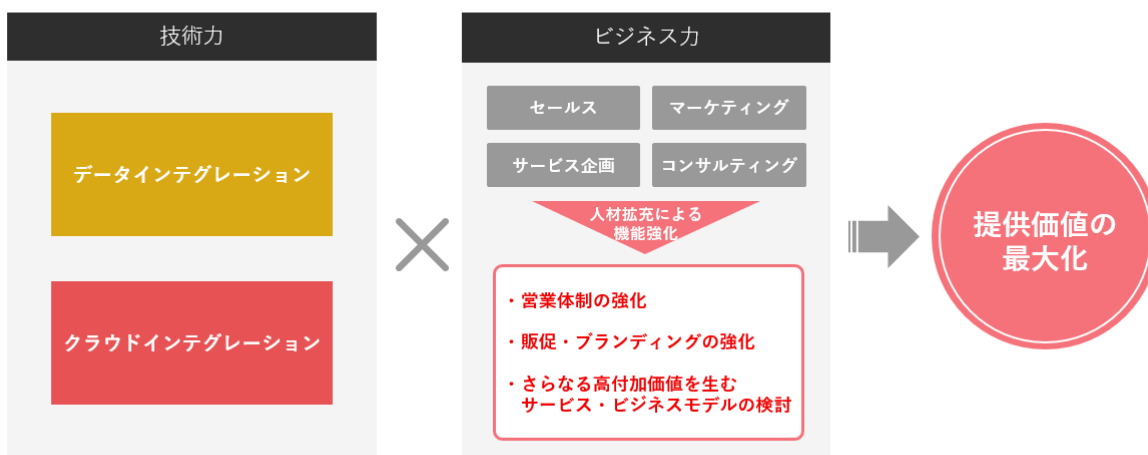 技術力
データインテグレーション
クラウドインテグレーション
ビジネス力
セールス
マーケティング
サービス企画
コンサルティング
人材拡充による
機能強化
・営業体制の強化
・販促・ブランディングの強化
・さらなる高付加価値を生む
サービス・ビジネスモデルの検討
提供価値の
最大化